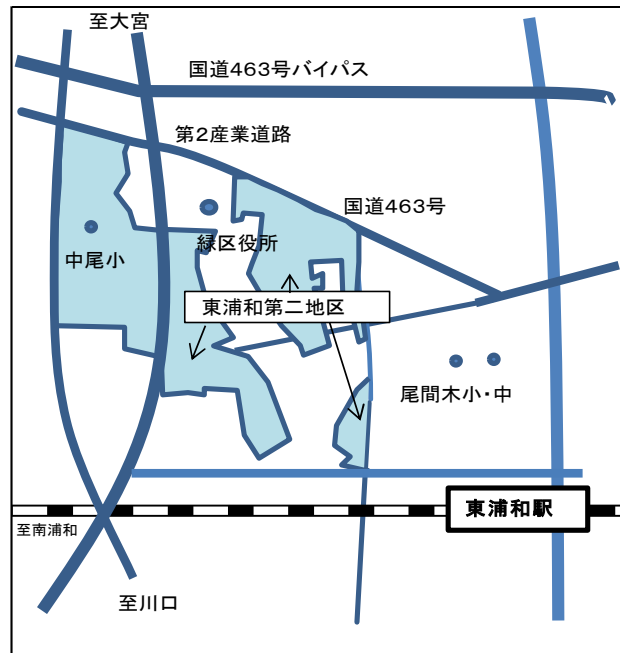 至大宮
国道463号バイパス
第2産業道路
国道463号
緑区役所
中尾小
東浦和第二地区
尾間木小・中
東浦和駅
至南浦和
至川口